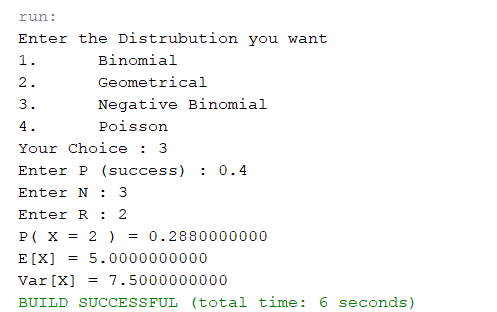 run:
Enter the Distrubution you want
1.      Binomial
2.      Geometrical
3.      Negative Binomial
4.      Poisson
Your Choice : 3
Enter P (success) : 0.4
Enter N : 3
Enter R : 2
P( X = 2 ) = 0.2880000000
E[X] = 5.0000000000
Var[X] = 7.5000000000
BUILD SUCCESSFUL (total time: 6 seconds)